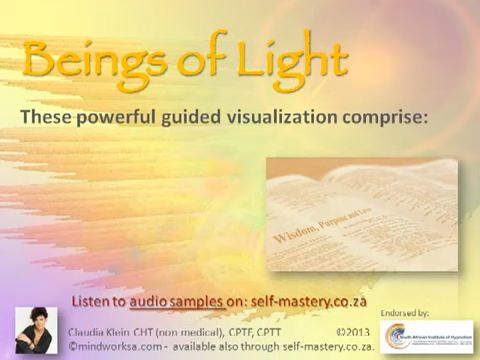 Beings of Light
These powerful guided visualization comprise:
Wisdom, Purpose and Law
Listen to audio samples on: self-mastery.co.za
Endorsed by:
Claudia Klein CHT (non medical), CPTF, CPTT ©2013
South African Institute of Hypnotism
©mindworksa.com - available also through self-mastery.co.za.